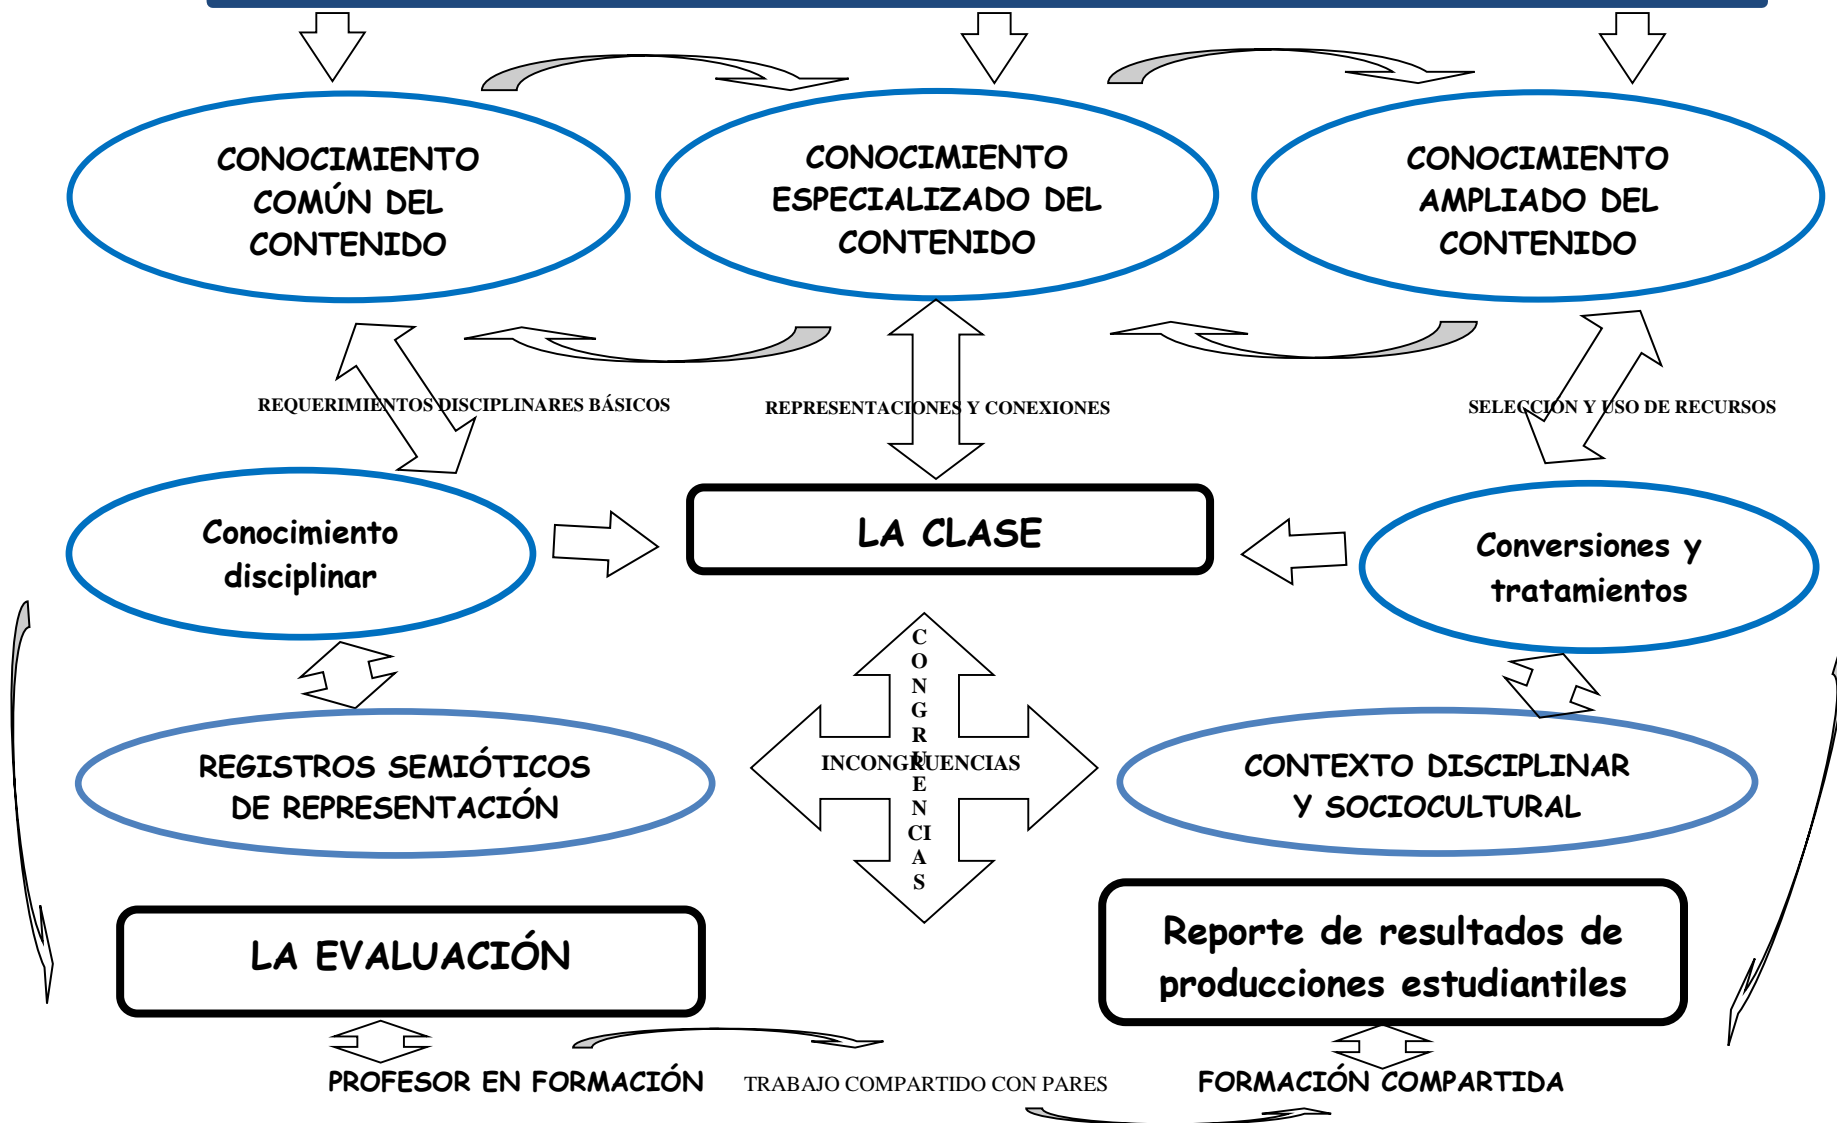 CONOCIMIENTO
COMÚN DEL
CONTENIDO
CONOCIMIENTO
ESPECIALIZADO DEL
CONTENIDO
CONOCIMIENTO
AMPLIADO DEL
CONTENIDO
REQUERIMIENTOS DISCIPLINARES BÁSICOS
REPRESENTACIONES Y CONEXIONES
SELECCIÓN Y USO DE RECURSOS
Conocimiento
disciplinar
LA CLASE
Conversiones y
tratamientos
C
O
N
G
R
U
E
N
CI
A
S
INCONGRUENCIAS
REGISTROS SEMIÓTICOS
DE REPRESENTACIÓN
CONTEXTO DISCIPLINAR
Y SOCIOCULTURAL
LA EVALUACIÓN
Reporte de resultados de
producciones estudiantiles
PROFESOR EN FORMACIÓN
TRABAJO COMPARTIDO CON PARES
FORMACIÓN COMPARTIDA